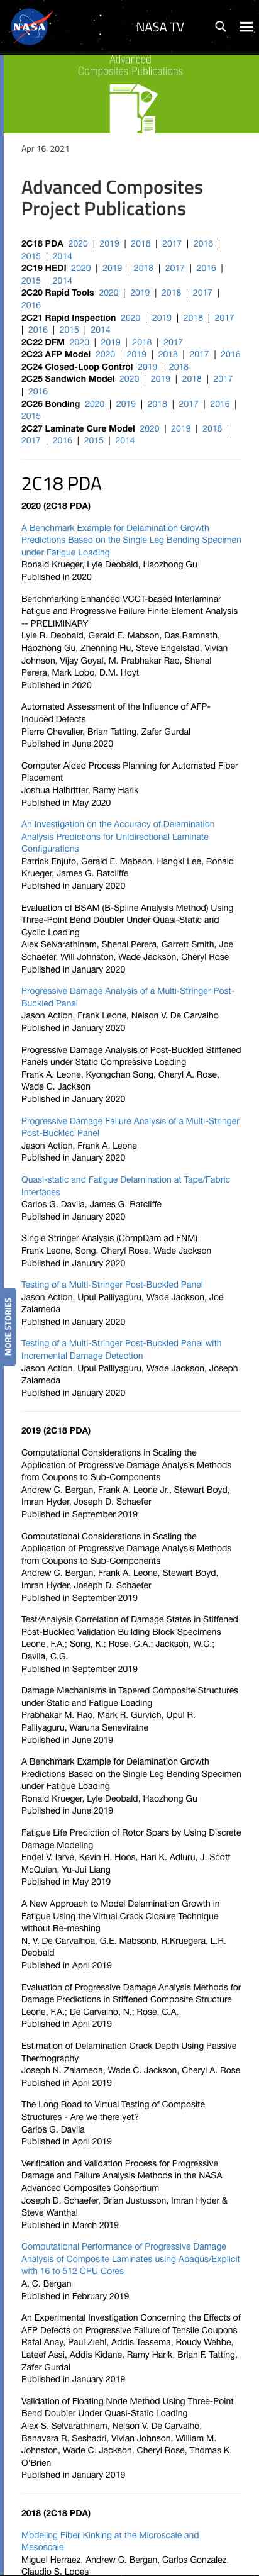 NASA
NASA TV
Advanced
Composites Publications
Apr 16, 2021
Advanced Composites
Project Publications
2C18 PDA 2020 | 2019 | 2018 | 2017 | 2016 |
2015 | 2014
2C19 HEDI 2020 | 2019 | 2018 | 2017 | 2016 |
2015 | 2014
2C20 Rapid Tools 2020 | 2019 | 2018 | 2017 |
2016
2C21 Rapid Inspection 2020 | 2019 | 2018 | 2017
| 2016 | 2015 | 2014
2C22 DFM 2020 | 2019 | 2018 | 2017
2C23 AFP Model 2020 | 2019 | 2018 | 2017 | 2016
2C24 Closed-Loop Control 2019 | 2018
2C25 Sandwich Model 2020 | 2019 | 2018 | 2017
| 2016
2C26 Bonding 2020 | 2019 | 2018 | 2017 | 2016 |
2015
2C27 Laminate Cure Model 2020 | 2019 | 2018 |
2017 | 2016 | 2015 | 2014
2C18 PDA
2020 (2C18 PDA)
A Benchmark Example for Delamination Growth
Predictions Based on the Single Leg Bending Specimen
under Fatigue Loading
Ronald Krueger, Lyle Deobald, Haozhong Gu
Published in 2020
Benchmarking Enhanced VCCT-based Interlaminar
Fatigue and Progressive Failure Finite Element Analysis
-- PRELIMINARY
Lyle R. Deobald, Gerald E. Mabson, Das Ramnath,
Haozhong Gu, Zhenning Hu, Steve Engelstad, Vivian
Johnson, Vijay Goyal, M. Prabhakar Rao, Shenal
Perera, Mark Lobo, D.M. Hoyt
Published in 2020
Automated Assessment of the Influence of AFP-
Induced Defects
Pierre Chevalier, Brian Tatting, Zafer Gurdal
Published in June 2020
Computer Aided Process Planning for Automated Fiber
Placement
Joshua Halbritter, Ramy Harik
Published in May 2020
An Investigation on the Accuracy of Delamination
Analysis Predictions for Unidirectional Laminate
Configurations
Patrick Enjuto, Gerald E. Mabson, Hangki Lee, Ronald
Krueger, James G. Ratcliffe
Published in January 2020
Evaluation of BSAM (B-Spline Analysis Method) Using
Three-Point Bend Doubler Under Quasi-Static and
Cyclic Loading
Alex Selvarathinam, Shenal Perera, Garrett Smith, Joe
Schaefer, Will Johnston, Wade Jackson, Cheryl Rose
Published in January 2020
Progressive Damage Analysis of a Multi-Stringer Post-
Buckled Panel
Jason Action, Frank Leone, Nelson V. De Carvalho
Published in January 2020
Progressive Damage Analysis of Post-Buckled Stiffened
Panels under Static Compressive Loading
Frank A. Leone, Kyongchan Song, Cheryl A. Rose,
Wade C. Jackson
Published in January 2020
Progressive Damage Failure Analysis of a Multi-Stringer
Post-Buckled Panel
Jason Action, Frank A. Leone
Published in January 2020
Quasi-static and Fatigue Delamination at Tape/Fabric
Interfaces
Carlos G. Davila, James G. Ratcliffe
Published in January 2020
Single Stringer Analysis (CompDam ad FNM)
Frank Leone, Song, Cheryl Rose, Wade Jackson
Published in January 2020
Testing of a Multi-Stringer Post-Buckled Panel
Jason Action, Upul Palliyaguru, Wade Jackson, Joe
Zalameda
Published in January 2020
MORE STORIES
Testing of a Multi-Stringer Post-Buckled Panel with
Incremental Damage Detection
Jason Action, Upul Palliyaguru, Wade Jackson, Joseph
Zalameda
Published in January 2020
2019 (2C18 PDA)
Computational Considerations in Scaling the
Application of Progressive Damage Analysis Methods
from Coupons to Sub-Components
Andrew C. Bergan, Frank A. Leone Jr., Stewart Boyd,
Imran Hyder, Joseph D. Schaefer
Published in September 2019
Computational Considerations in Scaling the
Application of Progressive Damage Analysis Methods
from Coupons to Sub-Components
Andrew C. Bergan, Frank A. Leone, Stewart Boyd,
Imran Hyder, Joseph D. Schaefer
Published in September 2019
Test/Analysis Correlation of Damage States in Stiffened
Post-Buckled Validation Building Block Specimens
Leone, F.A.; Song, K.; Rose, C.A.; Jackson, W.C.;
Davila, C.G.
Published in September 2019
Damage Mechanisms in Tapered Composite Structures
under Static and Fatigue Loading
Prabhakar M. Rao, Mark R. Gurvich, Upul R.
Palliyaguru, Waruna Seneviratne
Published in June 2019
A Benchmark Example for Delamination Growth
Predictions Based on the Single Leg Bending Specimen
under Fatigue Loading
Ronald Krueger, Lyle Deobald, Haozhong Gu
Published in June 2019
Fatigue Life Prediction of Rotor Spars by Using Discrete
Damage Modeling
Endel V. Iarve, Kevin H. Hoos, Hari K. Adluru, J. Scott
McQuien, Yu-Jui Liang
Published in May 2019
A New Approach to Model Delamination Growth in
Fatigue Using the Virtual Crack Closure Technique
without Re-meshing
N. V. De Carvalhoa, G.E. Mabsonb, R.Kruegera, L.R.
Deobald
Published in April 2019
Evaluation of Progressive Damage Analysis Methods for
Damage Predictions in Stiffened Composite Structure
Leone, F.A.; De Carvalho, N.; Rose, C.A.
Published in April 2019
Estimation of Delamination Crack Depth Using Passive
Thermography
Joseph N. Zalameda, Wade C. Jackson, Cheryl A. Rose
Published in April 2019
The Long Road to Virtual Testing of Composite
Structures - Are we there yet?
Carlos G. Davila
Published in April 2019
Verification and Validation Process for Progressive
Damage and Failure Analysis Methods in the NASA
Advanced Composites Consortium
Joseph D. Schaefer, Brian Justusson, Imran Hyder &
Steve Wanthal
Published in March 2019
Computational Performance of Progressive Damage
Analysis of Composite Laminates using Abaqus/Explicit
with 16 to 512 CPU Cores
A. C. Bergan
Published in February 2019
An Experimental Investigation Concerning the Effects of
AFP Defects on Progressive Failure of Tensile Coupons
Rafal Anay, Paul Ziehl, Addis Tessema, Roudy Wehbe,
Lateef Assi, Addis Kidane, Ramy Harik, Brian F. Tatting,
Zafer Gurdal
Published in January 2019
Validation of Floating Node Method Using Three-Point
Bend Doubler Under Quasi-Static Loading
Alex S. Selvarathinam, Nelson V. De Carvalho,
Banavara R. Seshadri, Vivian Johnson, William M.
Johnston, Wade C. Jackson, Cheryl Rose, Thomas K.
O'Brien
Published in January 2019
2018 (2C18 PDA)
Modeling Fiber Kinking at the Microscale and
Mesoscale
Miguel Herraez, Andrew C. Bergan, Carlos Gonzalez,
Claudio S. Lopes